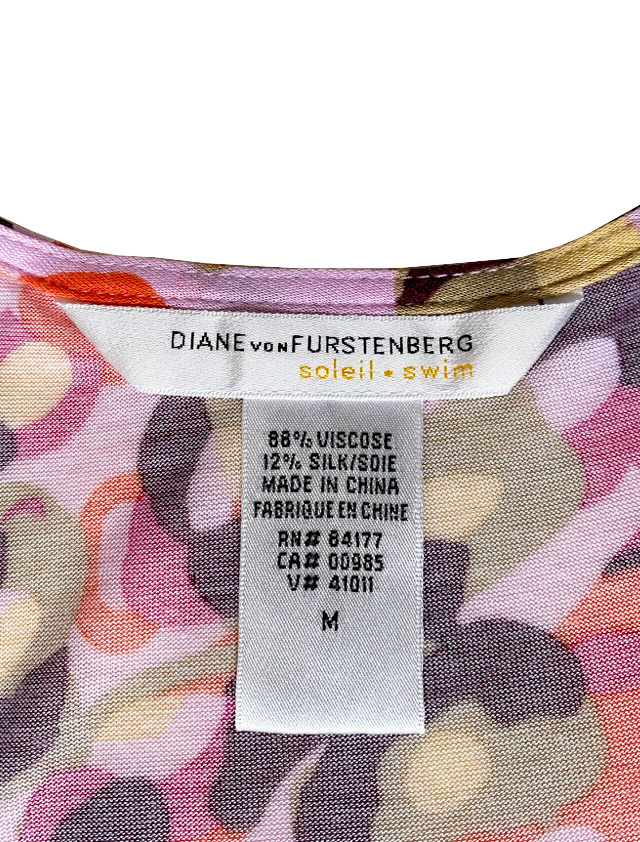 DIANE VON FURSTENBERG
soleil • swim
88% VISCOSE
12% SILK/SOIE
MADE IN CHINA
FABRIQUE EN CHINE
RN# 84177
CA# 00985
V# 41011
M